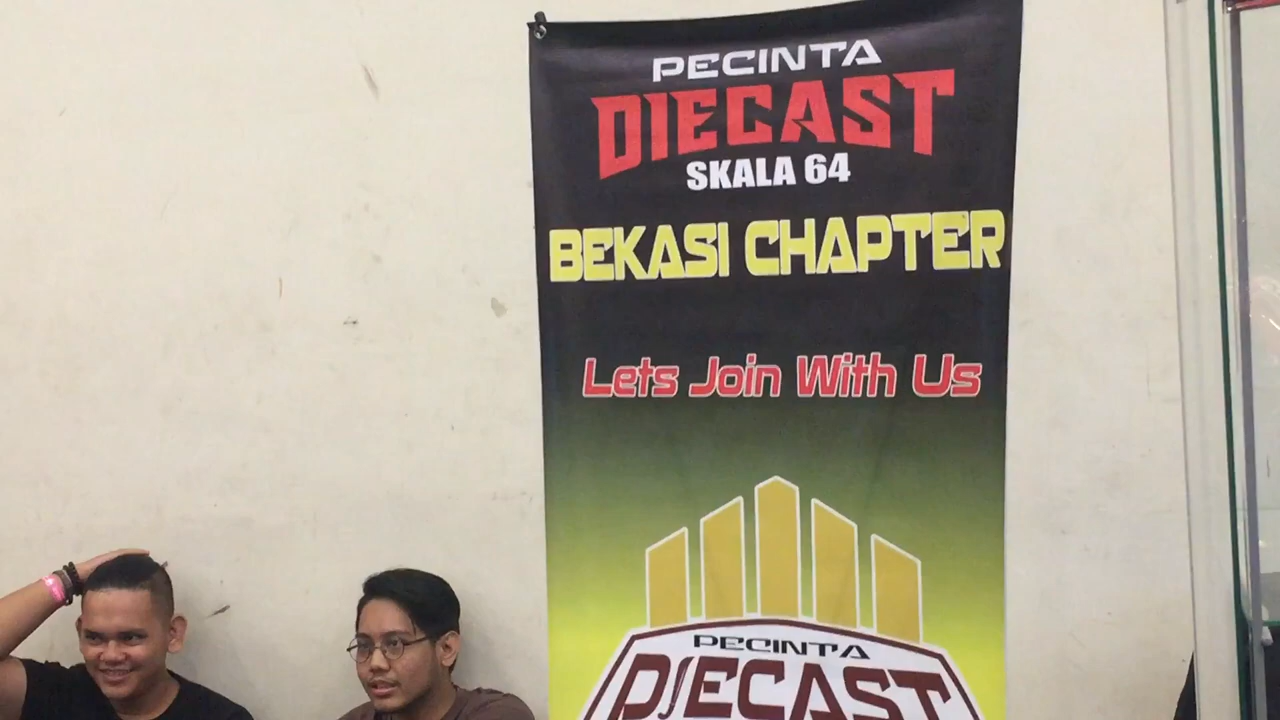 PECINTA
DIECAST
SKALA 64
BEKASI CHAPTER
Lets Join With Us
PECINTA
DIECAST